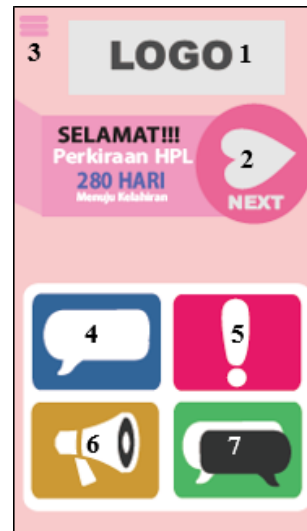 LOGO 1
3
SELAMAT!!!
Perkiraan HPL
280 HARI
Menuju Kelahiran
2
NEXT
4
5
6
7